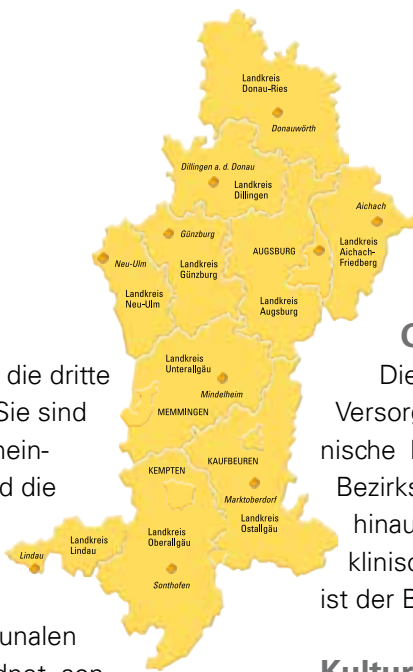 Landkreis
Donau-Ries
Donauwörth
Dillingen a. d. Donau
Landkreis
Dillingen
Aichach
Günzburg
AUGSBURG
Landkreis
Aichach-
Friedberg
Neu-Ulm
Landkreis
Günzburg
Landkreis
Neu-Ulm
Landkreis
Augsburg
Landkreis
Unterallgäu
Mindelheim
MEMMINGEN
KAUFBEUREN
KEMPTEN
Marktoberdorf
Landkreis
Ostallgäu
Landkreis
Lindau
Landkreis
Oberallgäu
Lindau
Sonthofen
die dritte
Sie sind
die
unalen
Die
Versorg
nische
Bezirks
hinau
klinisc
ist der B
Kultur